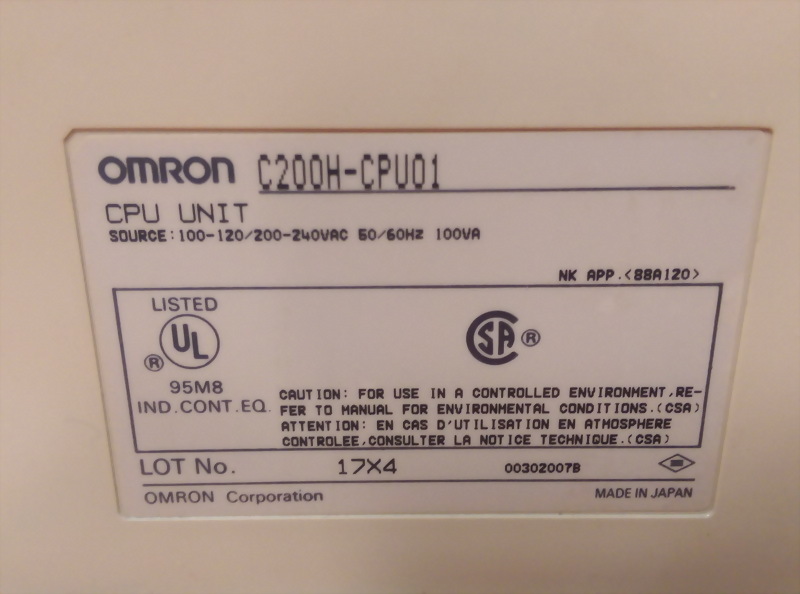 OMRON C200H-CPU01
CPU UNIT
SOURCE:100-120/200-240VAC 50/60Hz 100VA
NK APP.<88A120>
LISTED
UL ®
SA ®
95M8
IND.CONT.EQ.
CAUTION: FOR USE IN A CONTROLLED ENVIRONMENT,RE-
FER TO MANUAL FOR ENVIRONMENTAL CONDITIONS.(CSA)
ATTENTION: EN CAS D'UTILISATION EN ATMOSPHERE
CONTROLEE,CONSULTER LA NOTICE TECHNIQUE.(CSA)
LOT No. 17X4 00302007B
OMRON Corporation MADE IN JAPAN